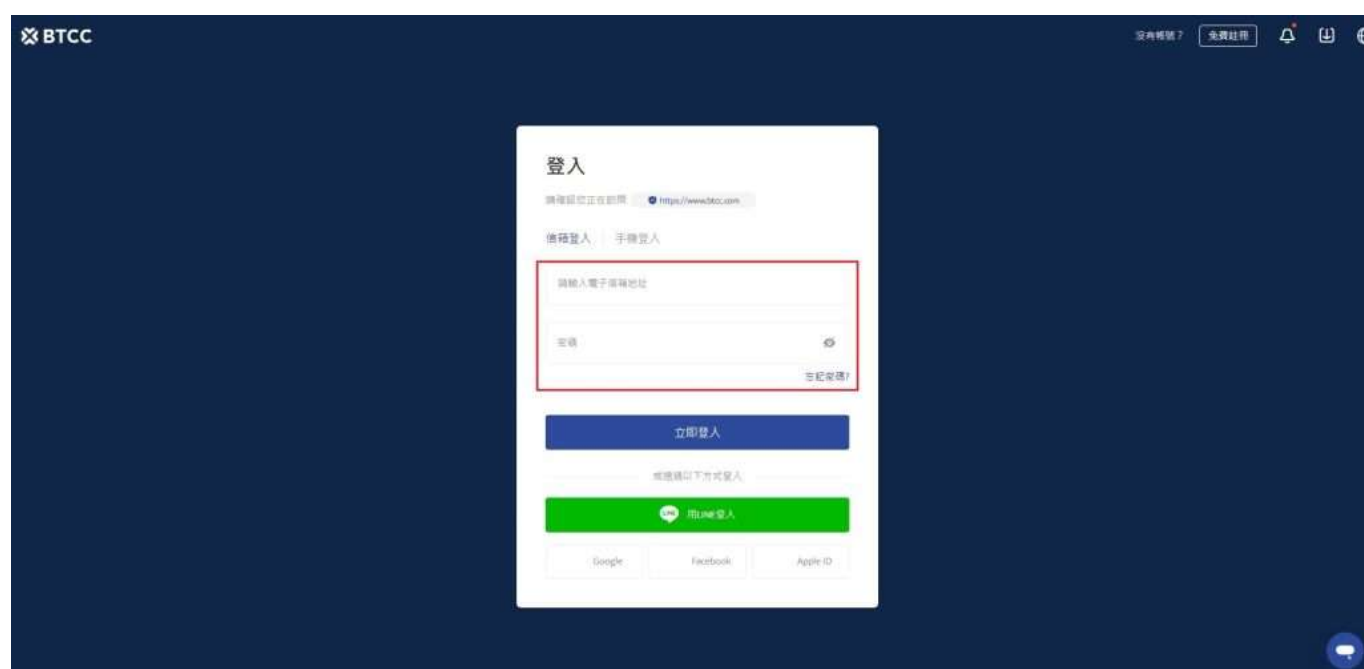 BTCC
沒有帳號？ 免費註冊
登入
請確認您正在訪問 https://www.btcc.com
信箱登入 手機登入
請輸入電子信箱地址
密碼
忘記密碼?
立即登入
或透過以下方式登入
LINE 用LINE登入
Google Facebook Apple ID